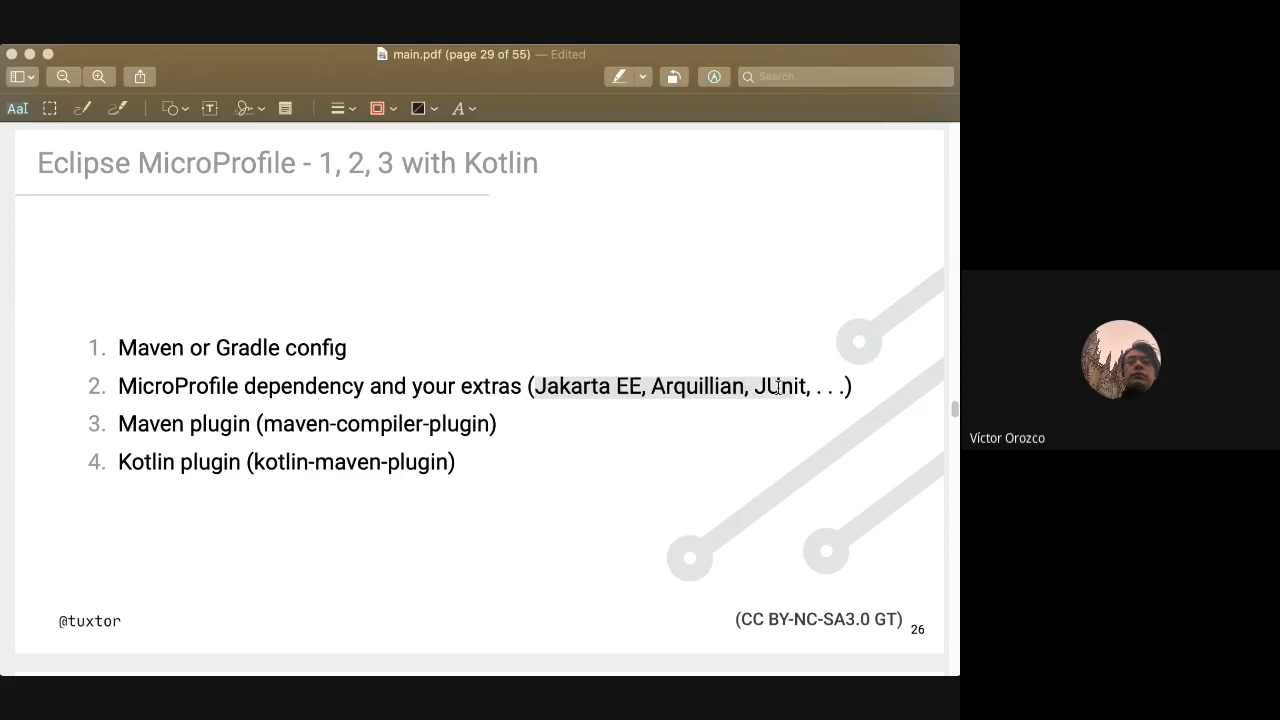 main.pdf (page 29 of 55) — Edited
Search
AaI
T
A
Eclipse MicroProfile - 1, 2, 3 with Kotlin
1. Maven or Gradle config
2. MicroProfile dependency and your extras (Jakarta EE, Arquillian, JUnit, . . .)
3. Maven plugin (maven-compiler-plugin)
4. Kotlin plugin (kotlin-maven-plugin)
@tuxtor
(CC BY-NC-SA3.0 GT)
26
Víctor Orozco